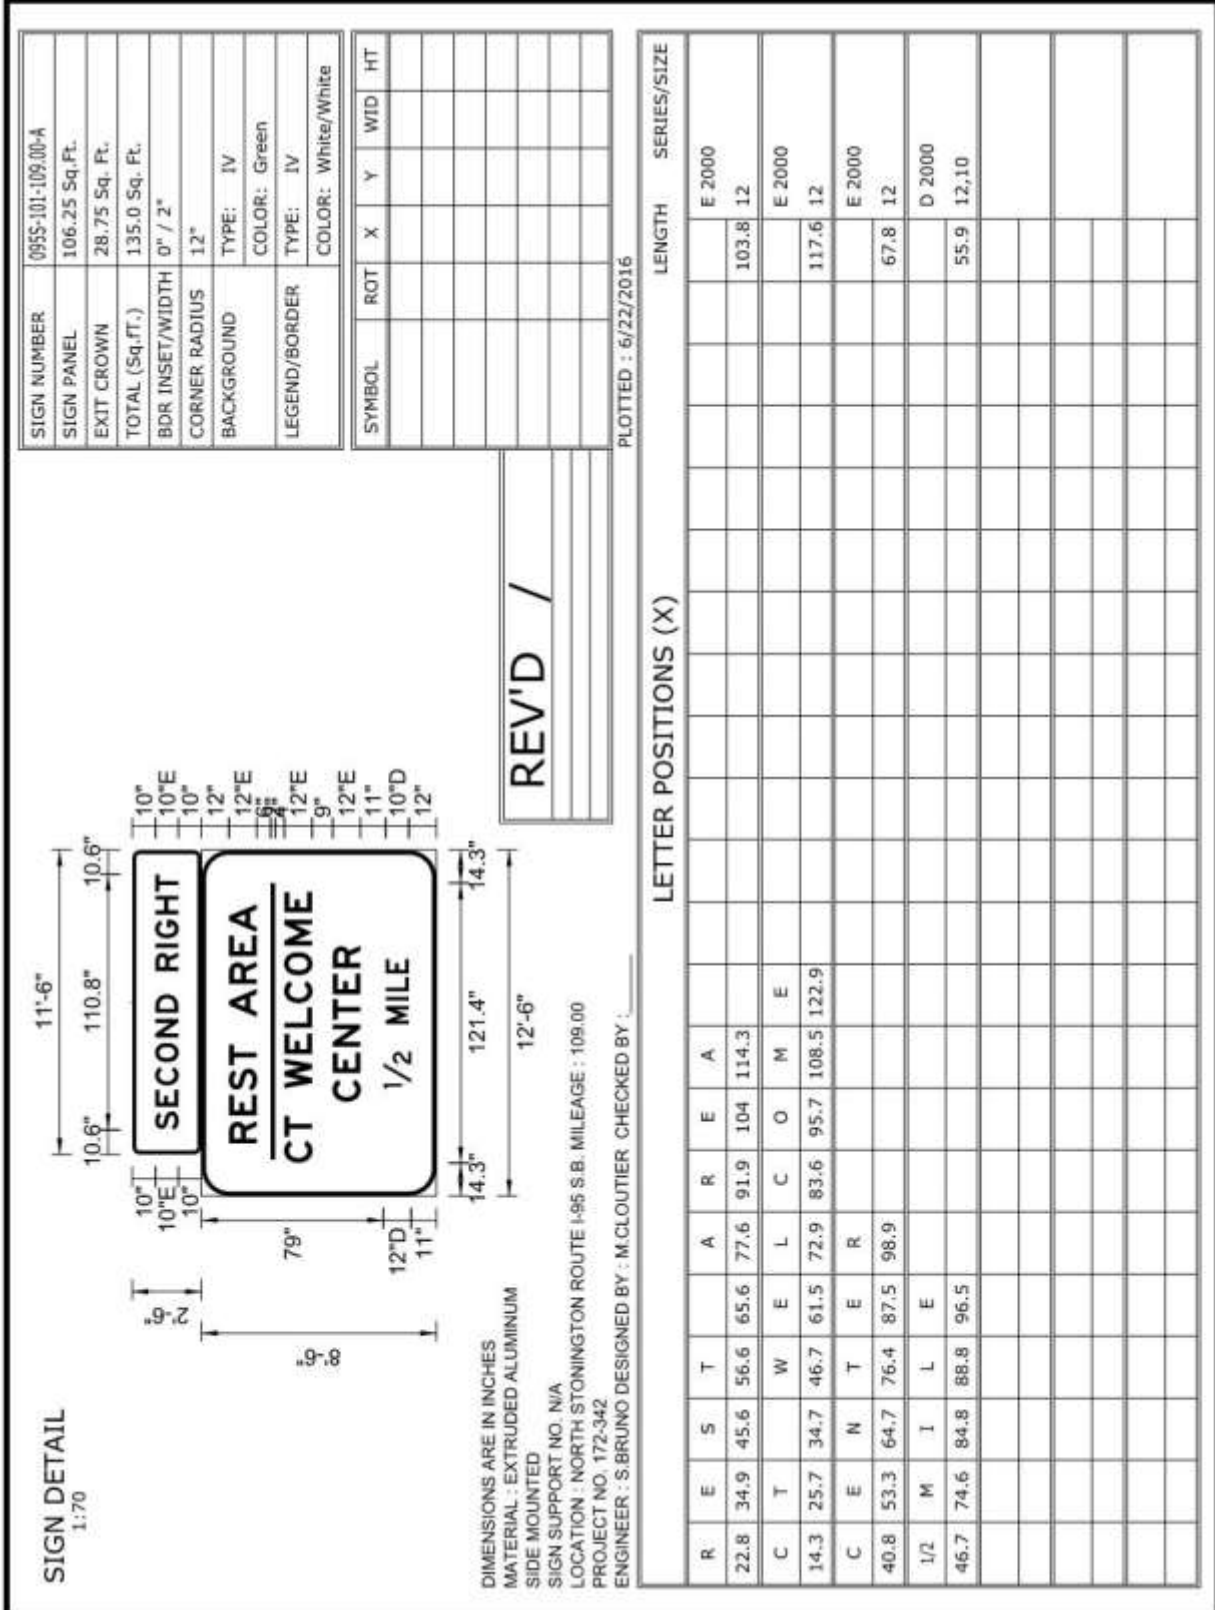 SIGN DETAIL
1:70
SIGN NUMBER 095S-101-109.00-A
SIGN PANEL 106.25 Sq.Ft.
EXIT CROWN 28.75 Sq. Ft.
TOTAL (Sq.fT.) 135.0 Sq. Ft.
BDR INSET/WIDTH 0" / 2"
CORNER RADIUS 12"
BACKGROUND TYPE: IV
COLOR: Green
LEGEND/BORDER TYPE: IV
COLOR: White/White
SYMBOL ROT X Y WID HT
11'-6"
10.6" 110.8" 10.6"
10"
10"E
10"
2'-6"
SECOND RIGHT
REST AREA
CT WELCOME
CENTER
1/2 MILE
10"
10"E
10"
12"
12"E
6"
12"E
9"
12"E
11"
10"D
12"
79"
12"D
11"
8'-6"
14.3" 121.4" 14.3"
12'-6"
DIMENSIONS ARE IN INCHES
MATERIAL : EXTRUDED ALUMINUM
SIDE MOUNTED
SIGN SUPPORT NO. N/A
LOCATION : NORTH STONINGTON ROUTE I-95 S.B. MILEAGE : 109.00
PROJECT NO. 172-342
ENGINEER : S.BRUNO DESIGNED BY : M.CLOUTIER CHECKED BY :
REV'D /
PLOTTED : 6/22/2016
LETTER POSITIONS (X) LENGTH SERIES/SIZE
R E S T A R E A E 2000
22.8 34.9 45.6 56.6 65.6 77.6 91.9 104 114.3 103.8 12
C T W E L C O M E E 2000
14.3 25.7 34.7 46.7 61.5 72.9 83.6 95.7 108.5 122.9 117.6 12
C E N T E R E 2000
40.8 53.3 64.7 76.4 87.5 98.9 67.8 12
1/2 M I L E D 2000
46.7 74.6 84.8 88.8 96.5 55.9 12,10